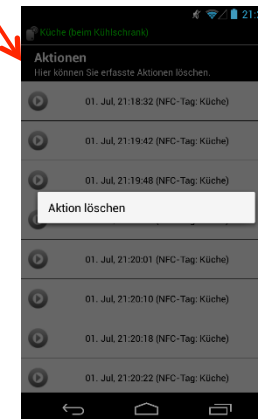 21:
Küche (beim Kühlschrank)
Aktionen
Hier können Sie erfasste Aktionen löschen.
01. Jul, 21:18:32 (NFC-Tag: Küche)
01. Jul, 21:19:42 (NFC-Tag: Küche)
01. Jul, 21:19:48 (NFC-Tag: Küche)
Aktion löschen
01. Jul, 21:20:01 (NFC-Tag: Küche)
01. Jul, 21:20:10 (NFC-Tag: Küche)
01. Jul, 21:20:18 (NFC-Tag: Küche)
01. Jul, 21:20:22 (NFC-Tag: Küche)